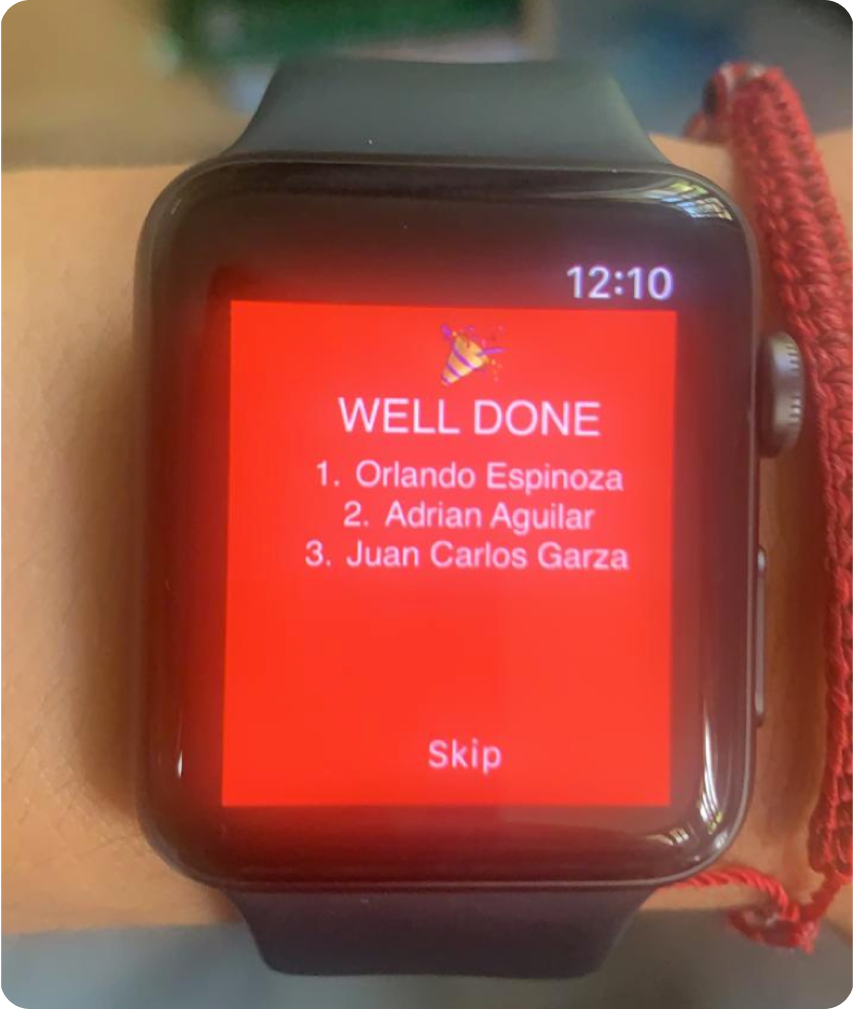 12:10
WELL DONE
1. Orlando Espinoza
2. Adrian Aguilar
3. Juan Carlos Garza
Skip